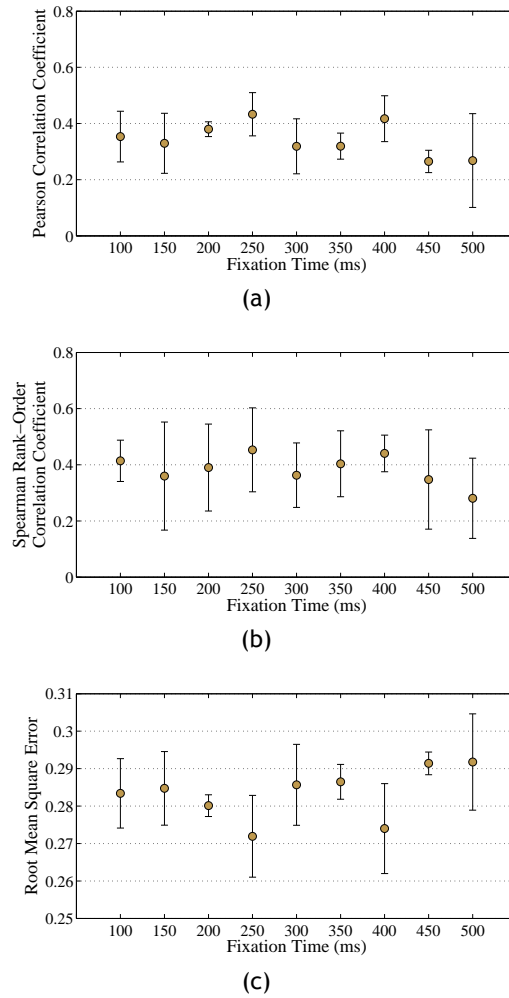 0.8
0.6
0.4
0.2
0
Pearson Correlation Coefficient
100 150 200 250 300 350 400 450 500
Fixation Time (ms)
(a)
0.8
0.6
0.4
0.2
0
Spearman Rank−Order
Correlation Coefficient
100 150 200 250 300 350 400 450 500
Fixation Time (ms)
(b)
0.31
0.3
0.29
0.28
0.27
0.26
0.25
Root Mean Square Error
100 150 200 250 300 350 400 450 500
Fixation Time (ms)
(c)